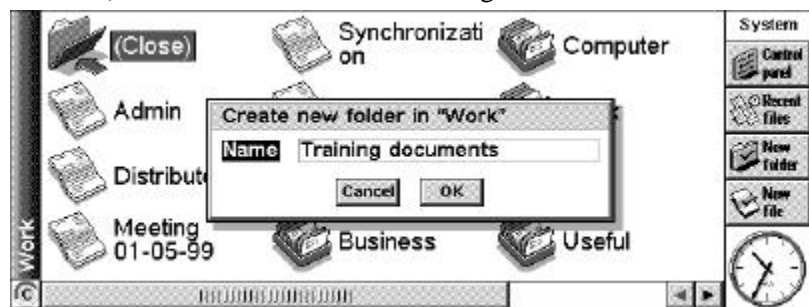 (Close)
Synchronizati
on
Computer
Admin
Distribut
Meeting
01-05-99
Business
Useful
Create new folder in "Work"
Name Training documents
Cancel OK
Work
System
Control
panel
Recent
files
New
folder
New
file